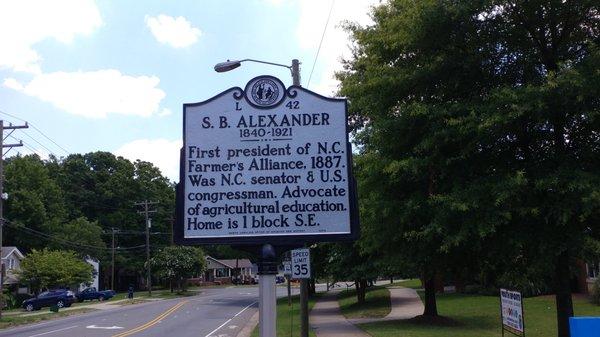 L 42
S. B. ALEXANDER
1840-1921
First president of N.C.
Farmer's Alliance, 1887.
Was N.C. senator & U.S.
congressman. Advocate
of agricultural education.
Home is 1 block S.E.
SPEED
LIMIT
35